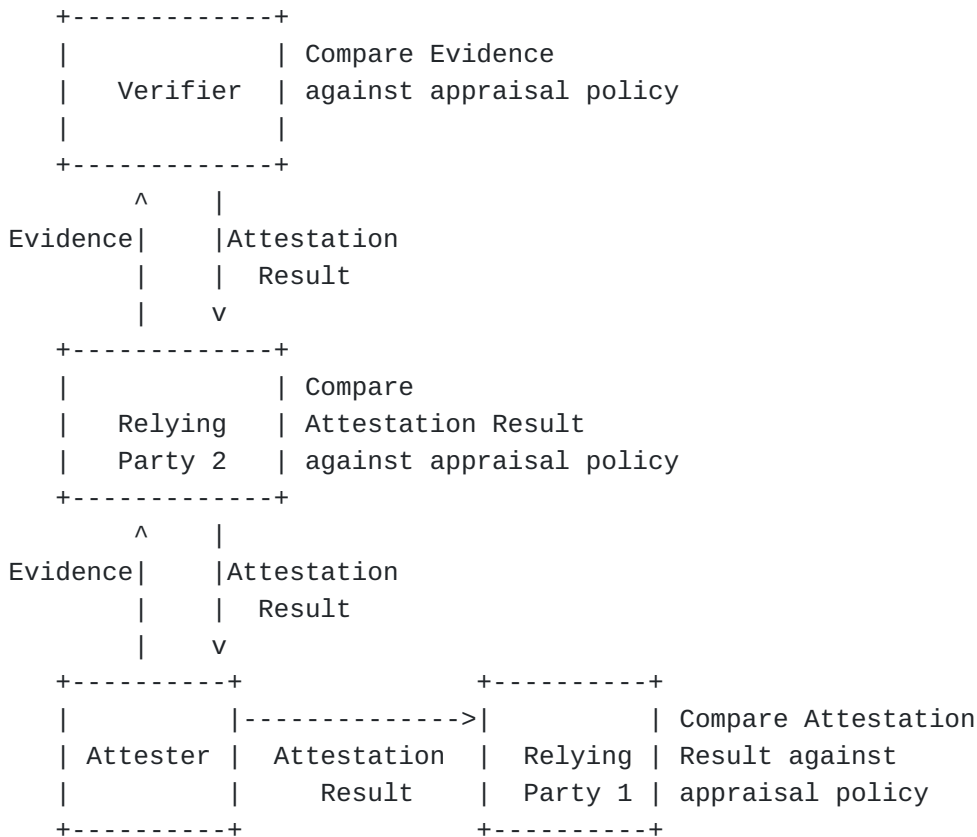 Compare Evidence
Verifier against appraisal policy
Evidence Attestation
Result
Compare
Relying Attestation Result
Party 2 against appraisal policy
Evidence Attestation
Result
Compare Attestation
Attester Attestation Relying Result against
Result Party 1 appraisal policy